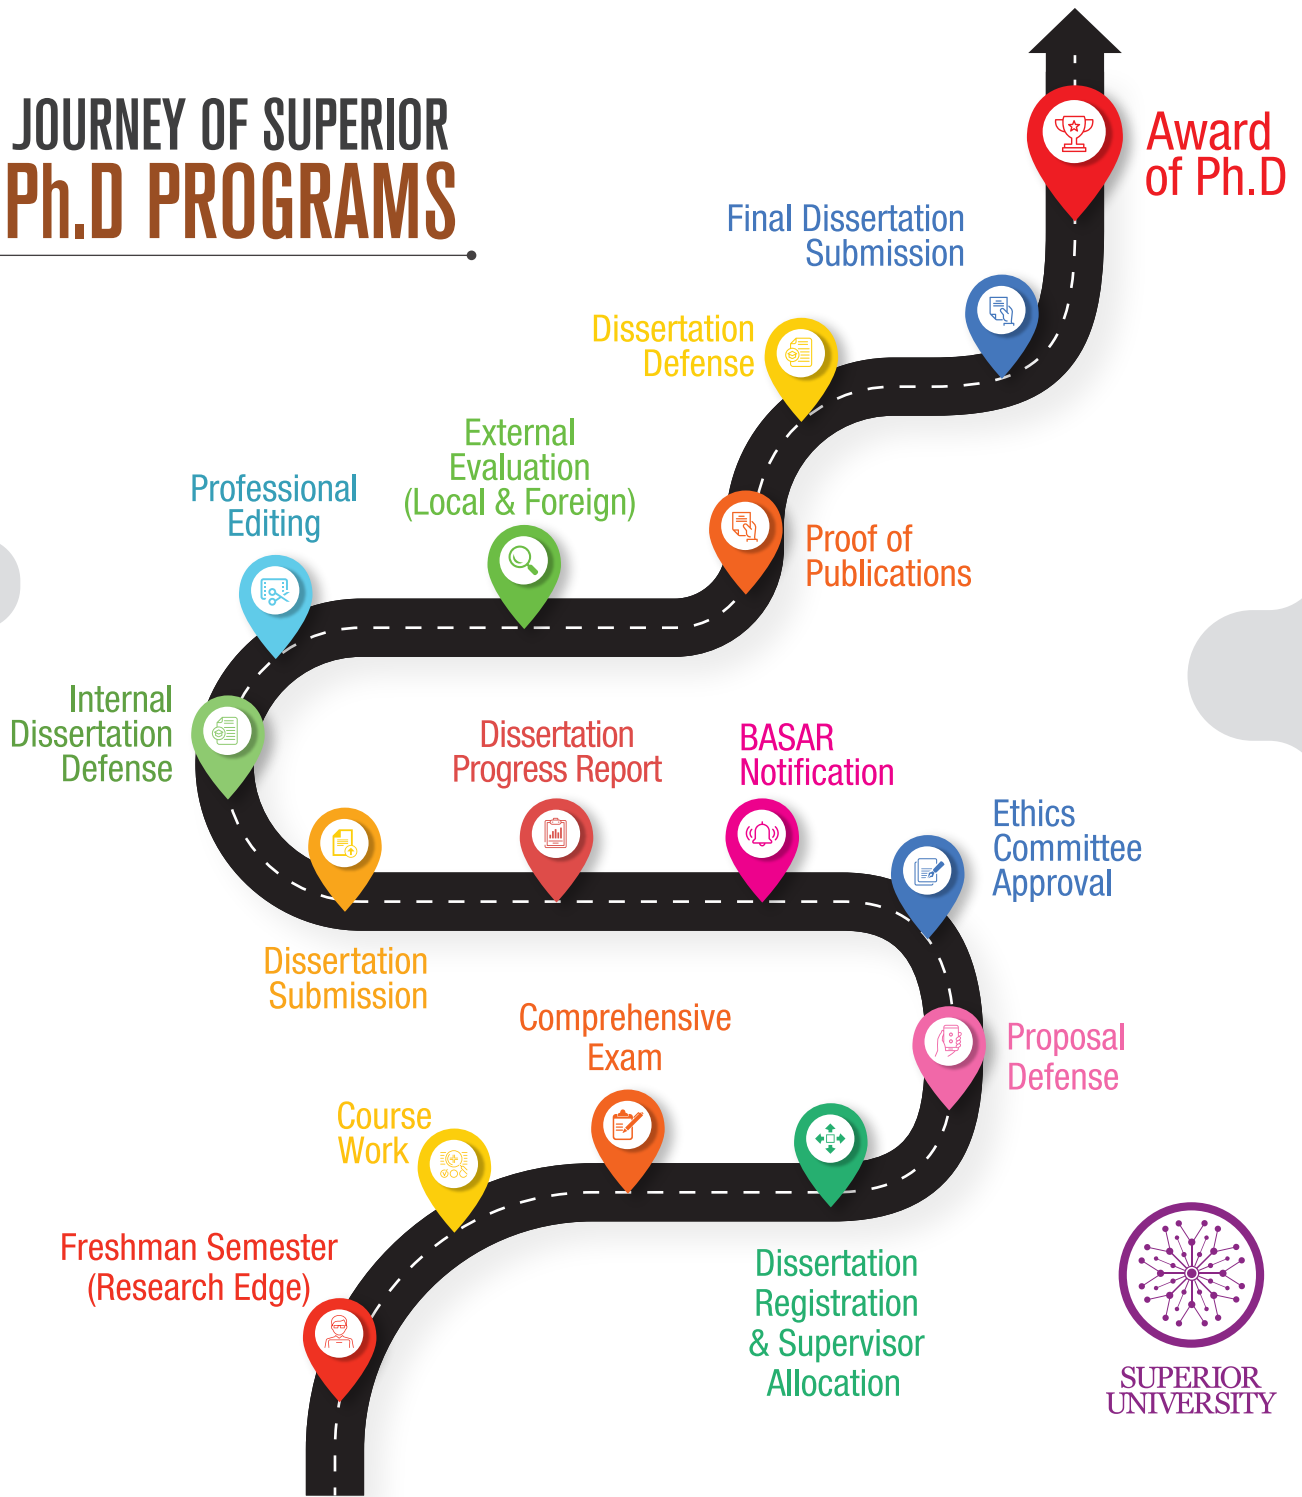 JOURNEY OF SUPERIOR
Ph.D PROGRAMS
Award
of Ph.D
Final Dissertation
Submission
Dissertation
Defense
External
Evaluation
(Local & Foreign)
Professional
Editing
Proof of
Publications
Internal
Dissertation
Defense
Dissertation
Progress Report
BASAR
Notification
Ethics
Committee
Approval
Dissertation
Submission
Comprehensive
Exam
Proposal
Defense
Course
Work
Freshman Semester
(Research Edge)
Dissertation
Registration
& Supervisor
Allocation
SUPERIOR
UNIVERSITY